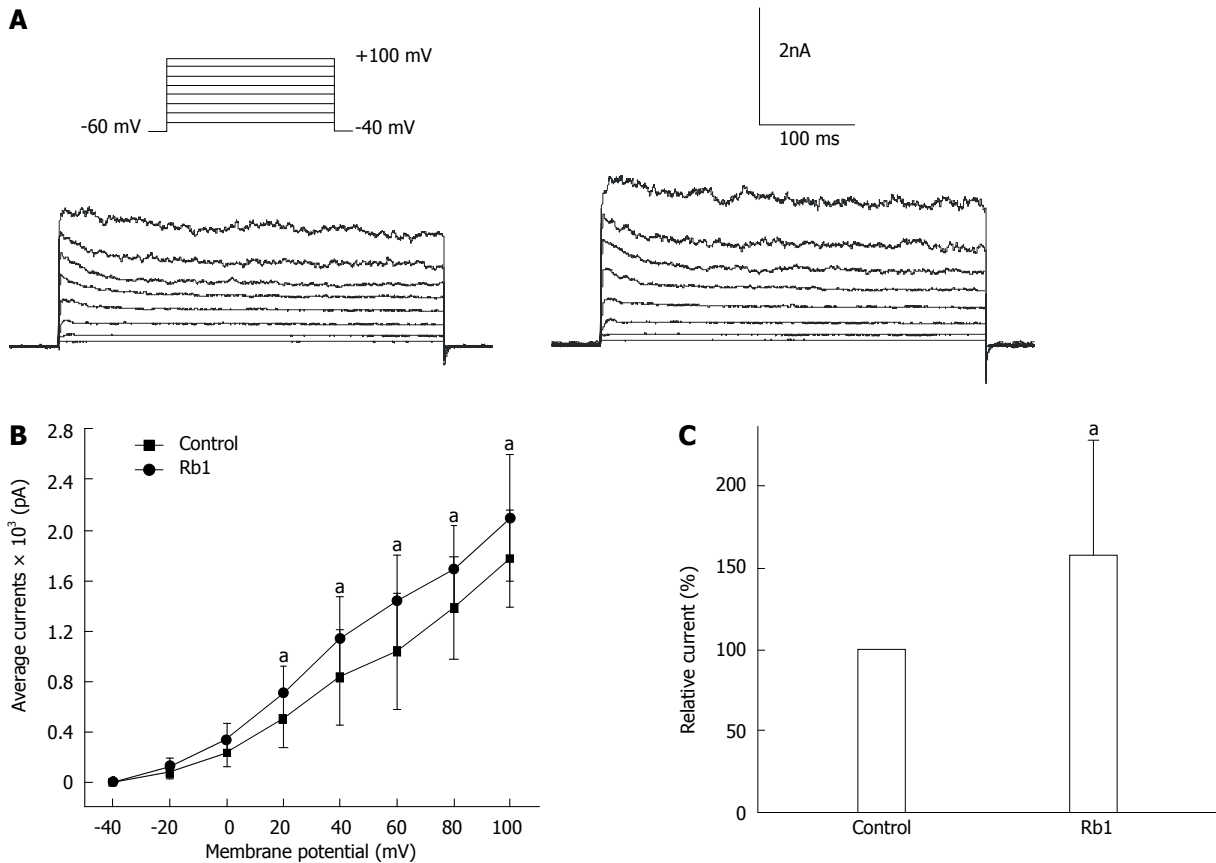 A
+100 mV
-60 mV
-40 mV
2nA
100 ms
B
Control
Rb1
a
a
a
a
a
2.8
2.4
2.0
1.6
1.2
0.8
0.4
0
Average currents × 10³ (pA)
-40 -20 0 20 40 60 80 100
Membrane potential (mV)
C
a
200
150
100
50
0
Relative current (%)
Control Rb1